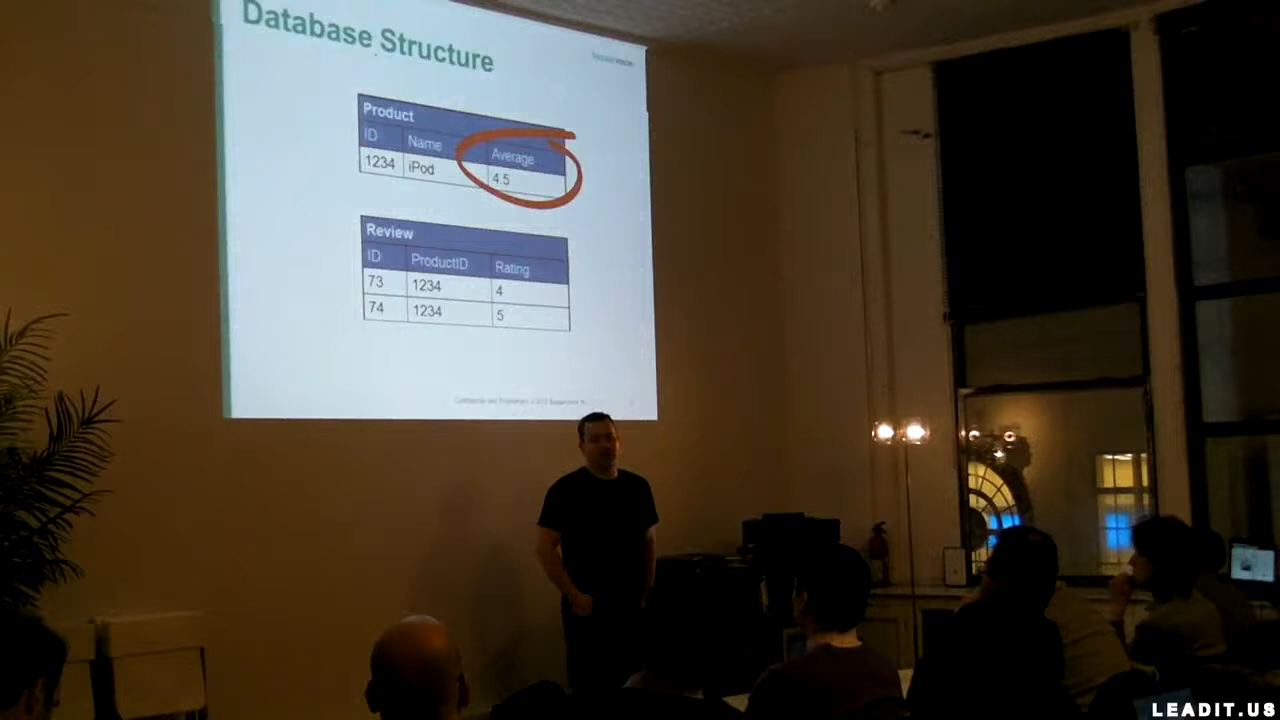 Database Structure
Product
ID Name Average
1234 iPod 4.5
Review
ID ProductID Rating
73 1234 4
74 1234 5
LEADIT.US